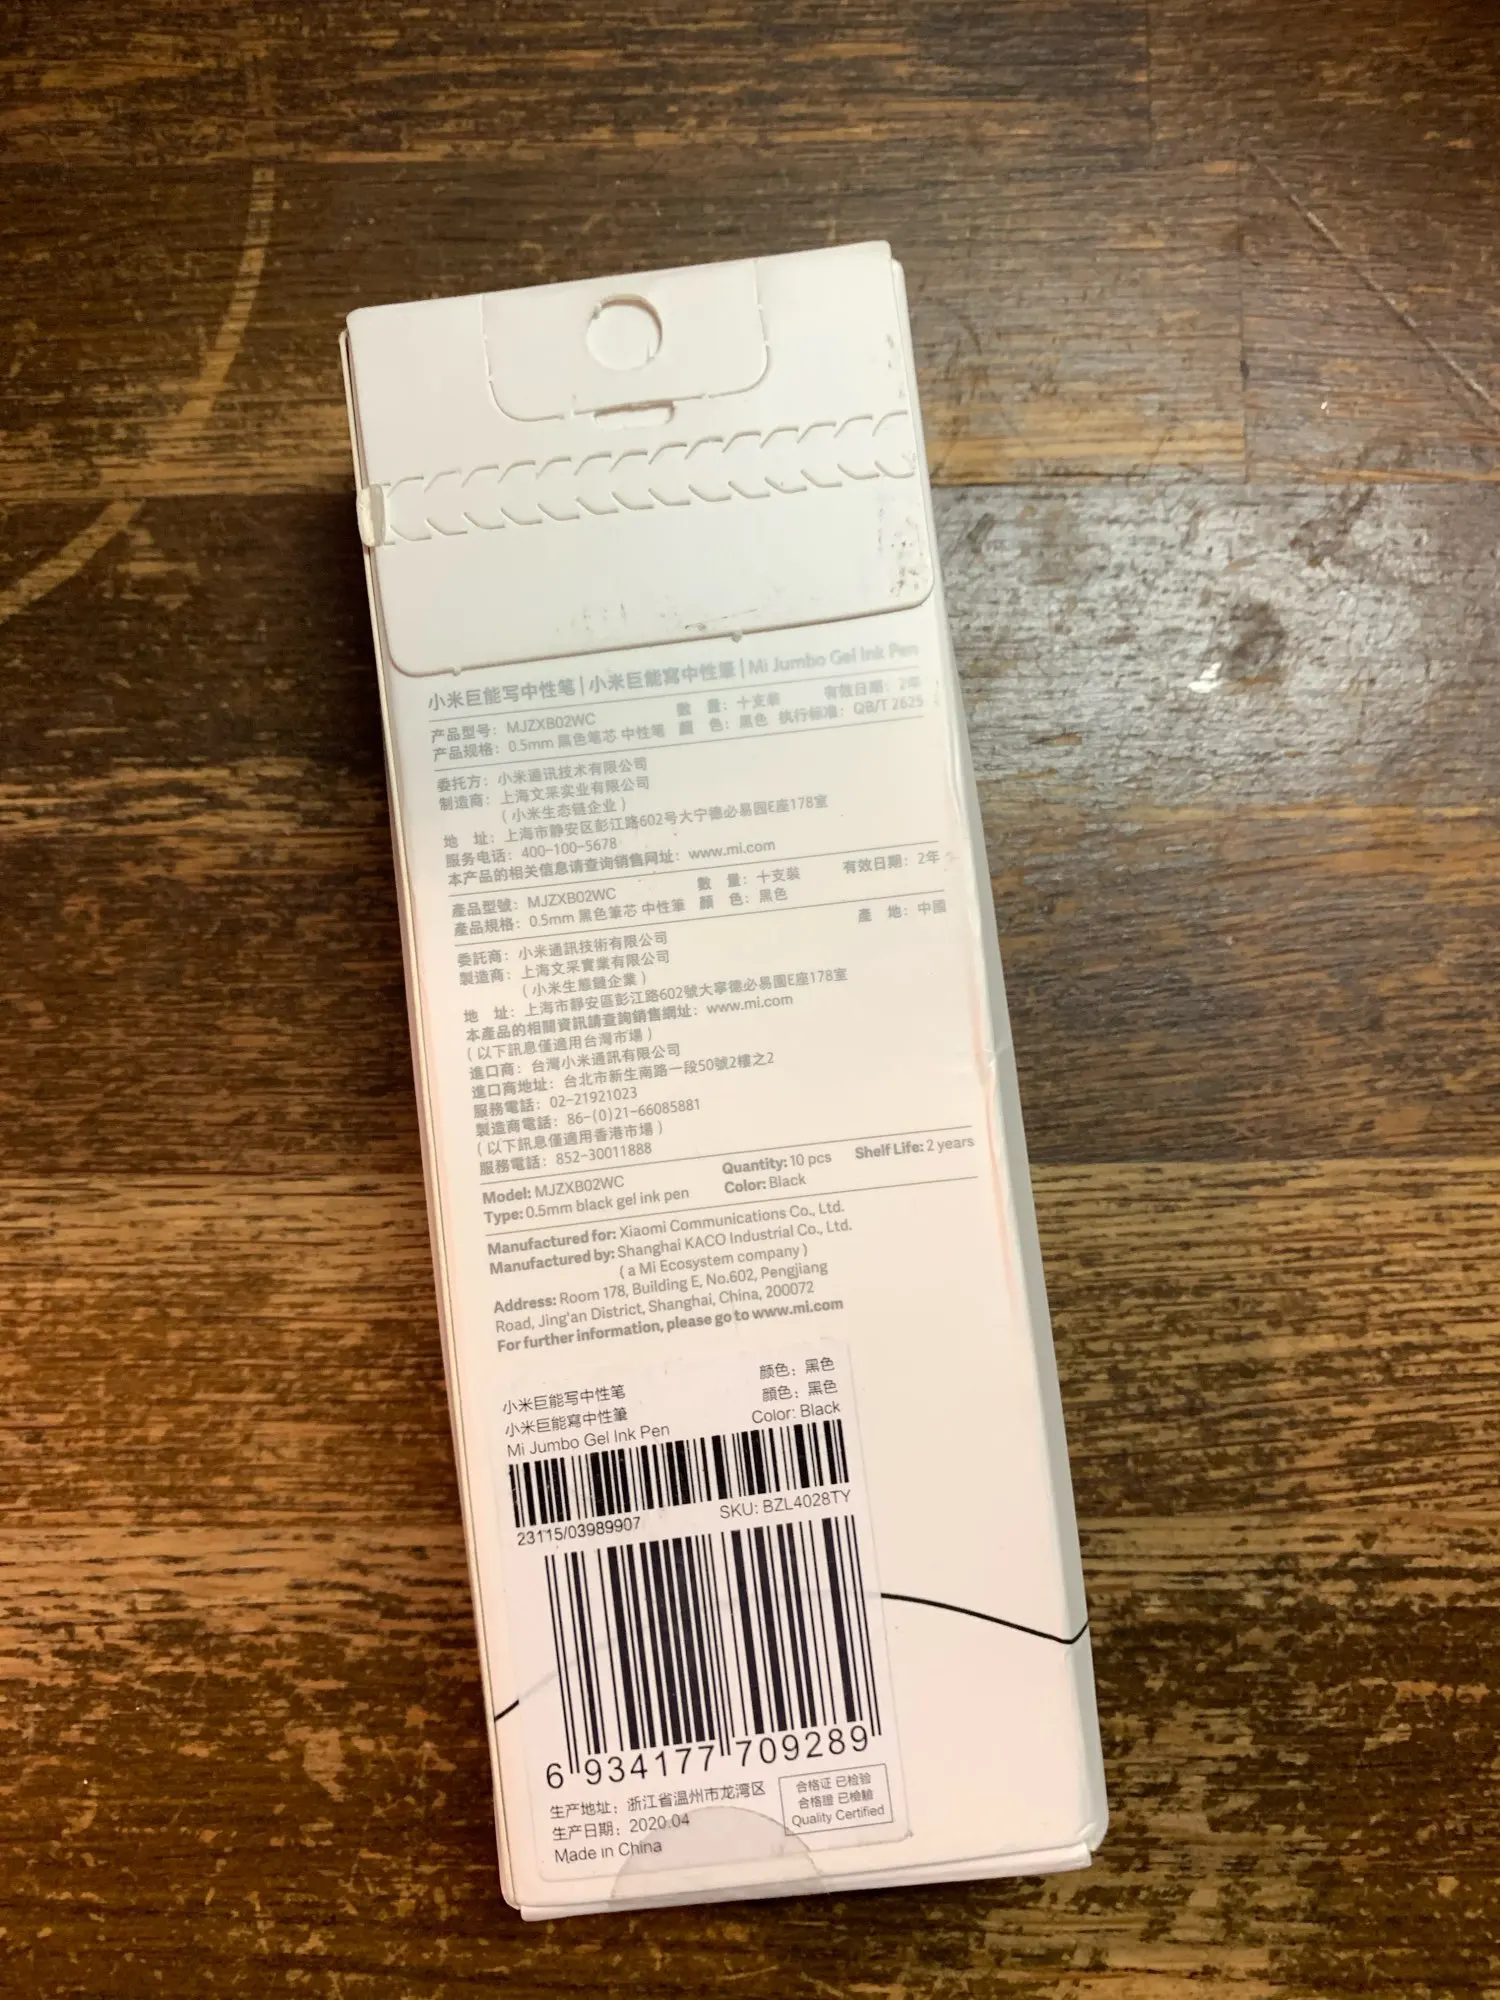 小米巨能写中性笔 | 小米巨能寫中性筆 | Mi Jumbo Gel Ink Pen
产品型号：MJZXB02WC 数 量：十支装 有效日期：2年
产品规格：0.5mm 黑色笔芯 中性笔 颜 色：黑色 执行标准：QB/T 2625
委托方：小米通讯技术有限公司
制造商：上海文采实业有限公司
（小米生态链企业）
地 址：上海市静安区彭江路602号大宁德必易园E座178室
服务电话：400-100-5678
本产品的相关信息请查询销售网址：www.mi.com
產品型號：MJZXB02WC 數 量：十支裝 有效日期：2年
產品規格：0.5mm 黑色筆芯 中性筆 顏 色：黑色
產 地：中國
委託商：小米通訊技術有限公司
製造商：上海文采實業有限公司
（小米生態鏈企業）
地 址：上海市靜安區彭江路602號大寧德必易園E座178室
本產品的相關資訊請查詢銷售網址：www.mi.com
（以下訊息僅適用台灣市場）
進口商：台灣小米通訊有限公司
進口商地址：台北市新生南路一段50號2樓之2
服務電話：02-21921023
製造商電話：86-(0)21-66085881
（以下訊息僅適用香港市場）
服務電話：852-30011888
Model: MJZXB02WC Quantity: 10 pcs Shelf Life: 2 years
Type: 0.5mm black gel ink pen Color: Black
Manufactured for: Xiaomi Communications Co., Ltd.
Manufactured by: Shanghai KACO Industrial Co., Ltd.
( a Mi Ecosystem company )
Address: Room 178, Building E, No.602, Pengjiang
Road, Jing'an District, Shanghai, China, 200072
For further information, please go to www.mi.com
小米巨能写中性笔 颜色：黑色
小米巨能寫中性筆 顏色：黑色
Mi Jumbo Gel Ink Pen Color: Black
23115/03989907 SKU: BZL4028TY
6 934177 709289
生产地址：浙江省温州市龙湾区
生产日期：2020.04
Made in China
合格证 已检验
合格證 已檢驗
Quality Certified